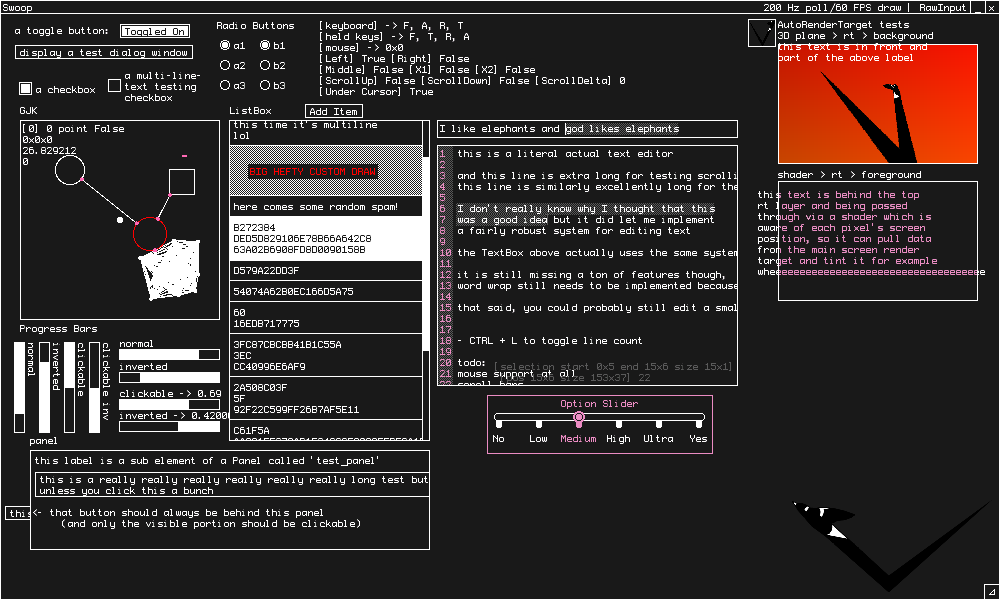 Swoop
200 Hz poll/60 FPS draw | RawInput _ x
a toggle button: Toggled On
display a test dialog window
a checkbox
a multi-line-
text testing
checkbox
Radio Buttons
a1 b1
a2 b2
a3 b3
[keyboard] -> F, A, R, T
[held keys] -> F, T, R, A
[mouse] -> 0x0
[Left] True [Right] False
[Middle] False [X1] False [X2] False
[ScrollUp] False [ScrollDown] False [ScrollDelta] 0
[Under Cursor] True
AutoRenderTarget tests
3D plane > rt > background
this text is in front and
part of the above label
GJK
[0] 0 point False
0x0x0
26.829212
0
ListBox
Add Item
this time it's multiline
lol
BIG HEFTY CUSTOM DRAW
here comes some random spam!
B272384
DED5D829106E78B66A642C8
63A02B6908FD8D0090158B
D579A22DD3F
54074A62B0EC166D5A75
60
16EDB717775
3FC87CBCBB41B1C55A
3EC
CC40996E6AF9
2A508C03F
5F
92F22C599FF26B7AF5E11
C61F5A
I like elephants and god likes elephants
1 this is a literal actual text editor
2
3 and this line is extra long for testing scrolli
4 this line is similarly excellently long for the
5
6 I don't really know why I thought that this
7 was a good idea but it did let me implement
8 a fairly robust system for editing text
9
10 the TextBox above actually uses the same system
11
12 it is still missing a ton of features though,
13 word wrap still needs to be implemented because
14
15 that said, you could probably still edit a smal
16
17
18 - CTRL + L to toggle line count
19
20 todo:
21 mouse support at all
22 scroll bars
[selection start 0x5 end 15x6 size 15x1]
size 153x37] 22
shader > rt > foreground
this text is behind the top
rt layer and being passed
through via a shader which is
aware of each pixel's screen
position, so it can pull data
from the main screen render
target and tint it for example
wheeeeeeeeeeeeeeeeeeeeeeeeeeeeeeeeeeeee
Progress Bars
normal
inverted
clickable
clickable inv
normal
inverted
clickable -> 0.69
inverted -> 0.4200
Option Slider
No Low Medium High Ultra Yes
panel
this label is a sub element of a Panel called 'test_panel'
this is a really really really really really really long test but
unless you click this a bunch
this
<- that button should always be behind this panel
(and only the visible portion should be clickable)